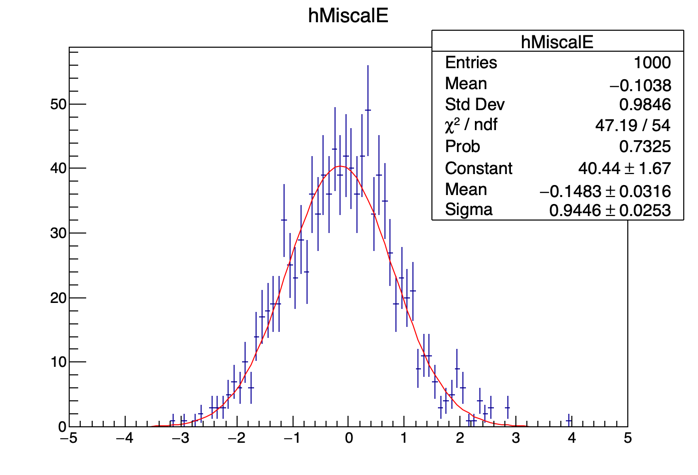 hMiscalE
hMiscalE
Entries 1000
Mean −0.1038
Std Dev 0.9846
χ² / ndf 47.19 / 54
Prob 0.7325
Constant 40.44 ± 1.67
Mean −0.1483 ± 0.0316
Sigma 0.9446 ± 0.0253
50
40
30
20
10
0
−5 −4 −3 −2 −1 0 1 2 3 4 5